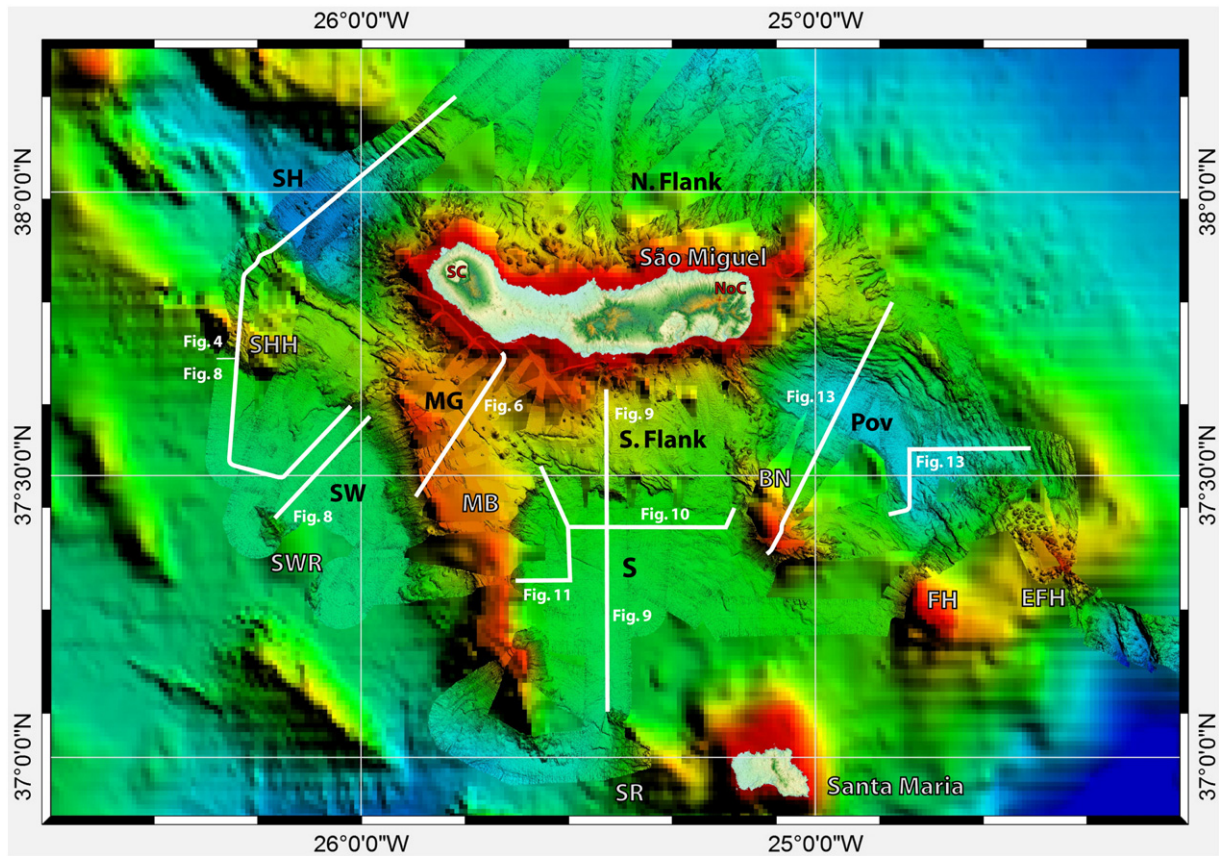 26°0'0"W
25°0'0"W
38°0'0"N
38°0'0"N
SH
N. Flank
São Miguel
SC
NoC
Fig. 4
SHH
Fig. 8
MG
Fig. 6
Fig. 9
Fig. 13
Pov
S. Flank
37°30'0"N
37°30'0"N
BN
Fig. 13
SW
MB
Fig. 8
Fig. 10
SWR
S
Fig. 11
FH
EFH
Fig. 9
37°0'0"N
37°0'0"N
SR
Santa Maria
26°0'0"W
25°0'0"W